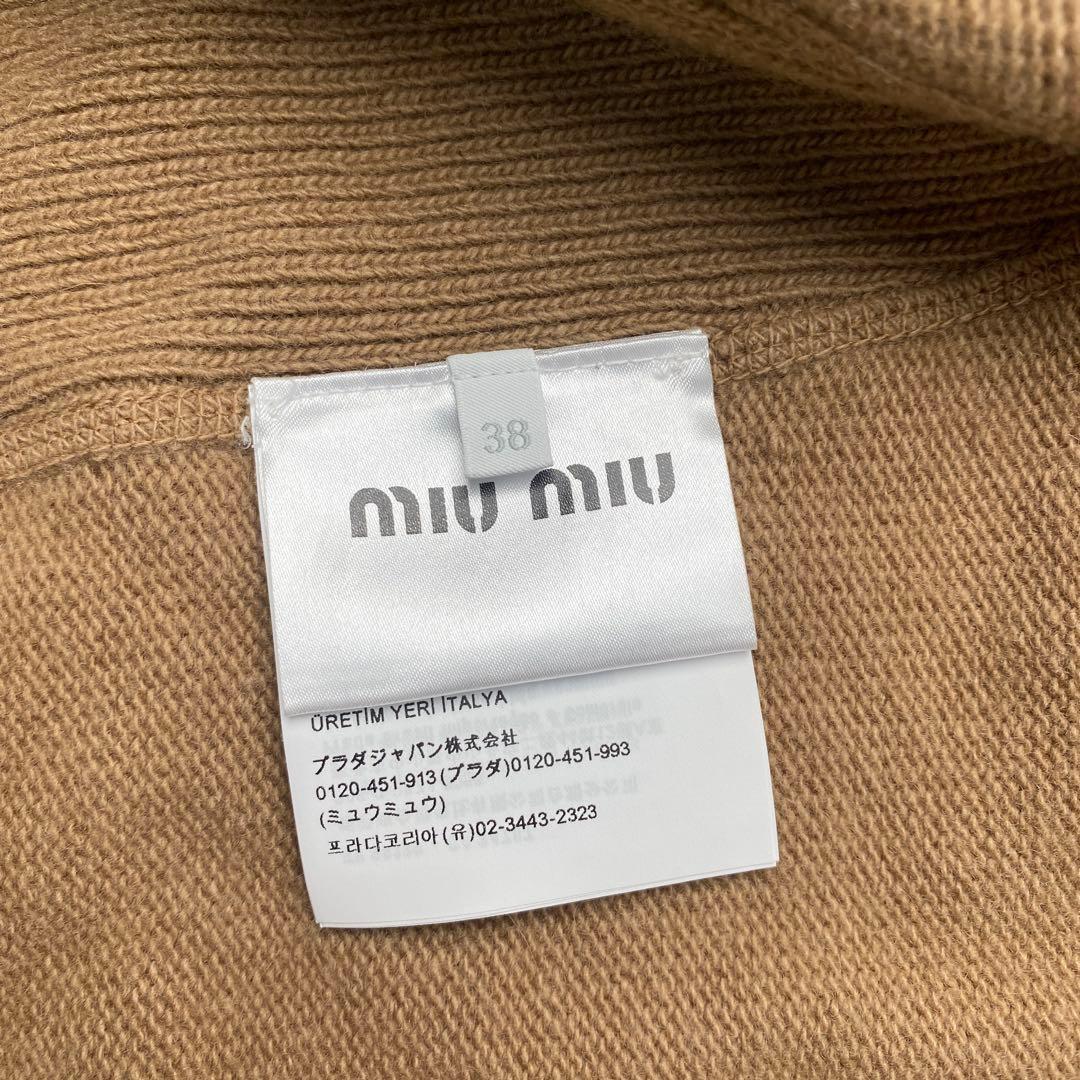 38
miu miu
ÜRETİM YERİ İTALYA
プラダジャパン株式会社
0120-451-913(プラダ)0120-451-993
(ミュウミュウ)
프라다코리아(유)02-3443-2323